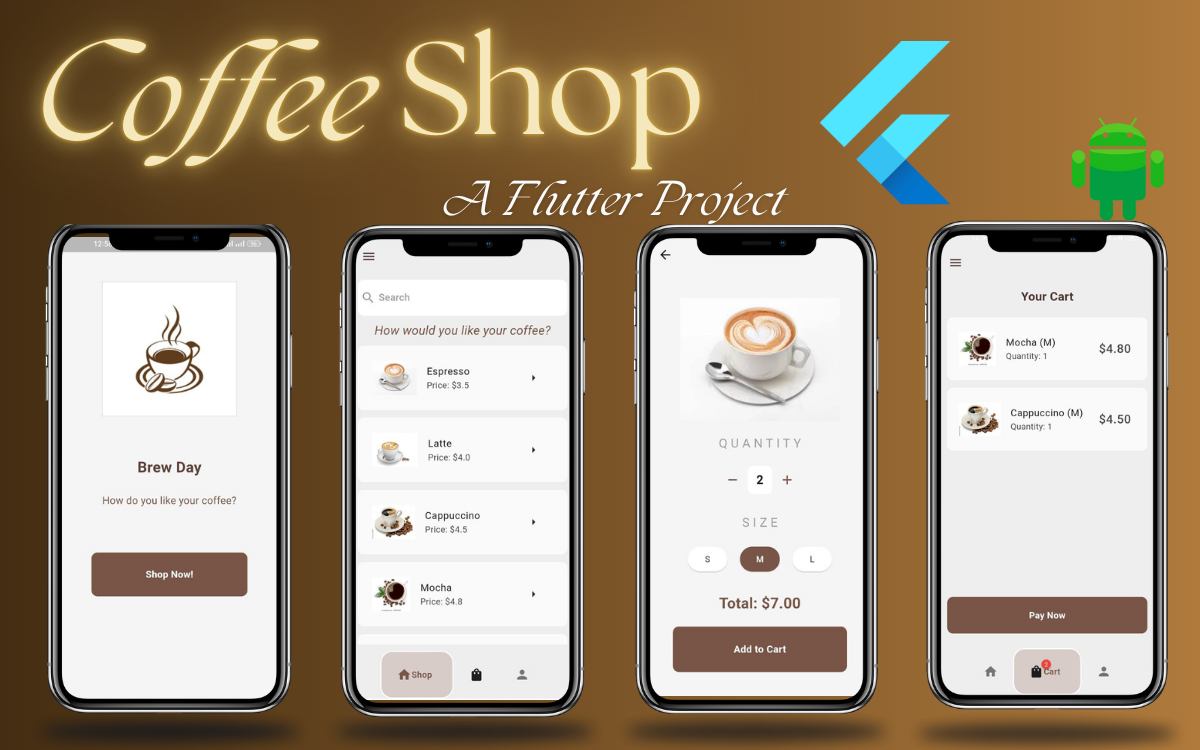 Coffee Shop
A Flutter Project
Brew Day
How do you like your coffee?
Shop Now!
Search
How would you like your coffee?
Espresso
Price: $3.5
Latte
Price: $4.0
Cappuccino
Price: $4.5
Mocha
Price: $4.8
Shop
QUANTITY
2
SIZE
S M L
Total: $7.00
Add to Cart
Your Cart
Mocha (M)
Quantity: 1
$4.80
Cappuccino (M)
Quantity: 1
$4.50
Pay Now
2
Cart